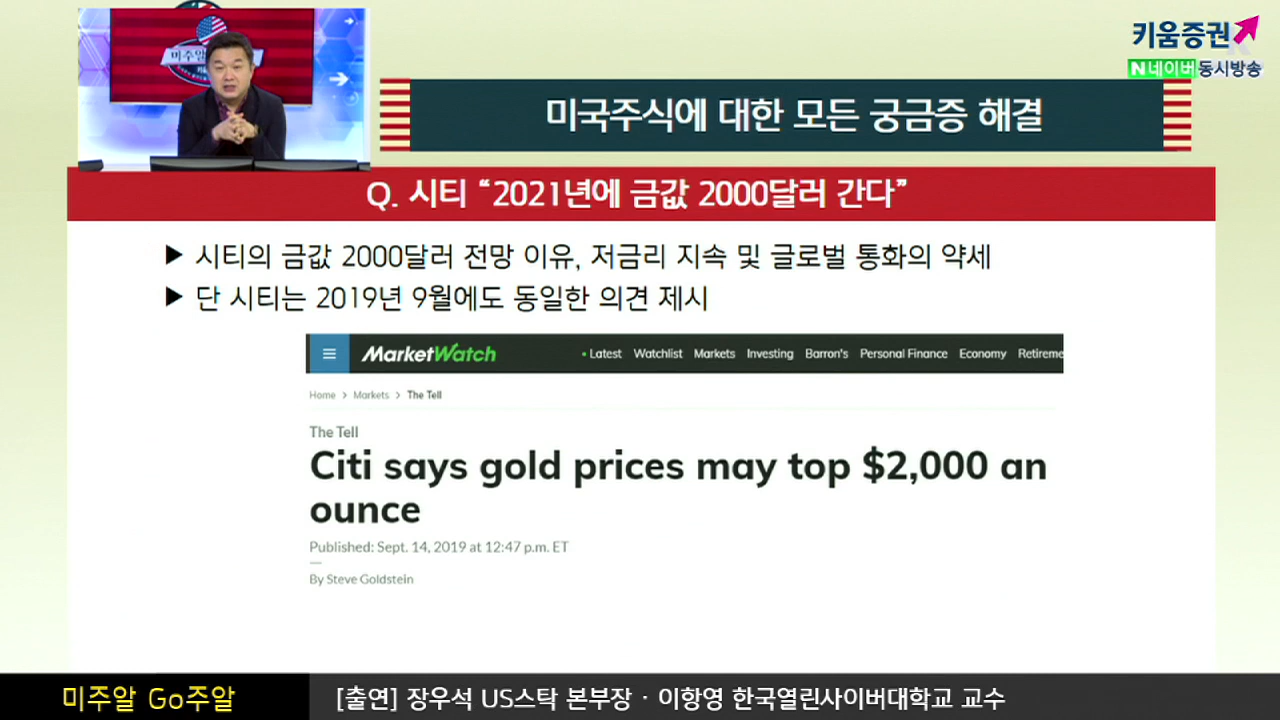 미주알
키움증권
N 네이버 동시방송
미국주식에 대한 모든 궁금증 해결
Q. 시티 “2021년에 금값 2000달러 간다”
▶ 시티의 금값 2000달러 전망 이유, 저금리 지속 및 글로벌 통화의 약세
▶ 단 시티는 2019년 9월에도 동일한 의견 제시
MarketWatch
• Latest Watchlist Markets Investing Barron's Personal Finance Economy Retireme
Home > Markets > The Tell
The Tell
Citi says gold prices may top $2,000 an
ounce
Published: Sept. 14, 2019 at 12:47 p.m. ET
By Steve Goldstein
미주알 Go주알
[출연] 장우석 US스탁 본부장 · 이항영 한국열린사이버대학교 교수